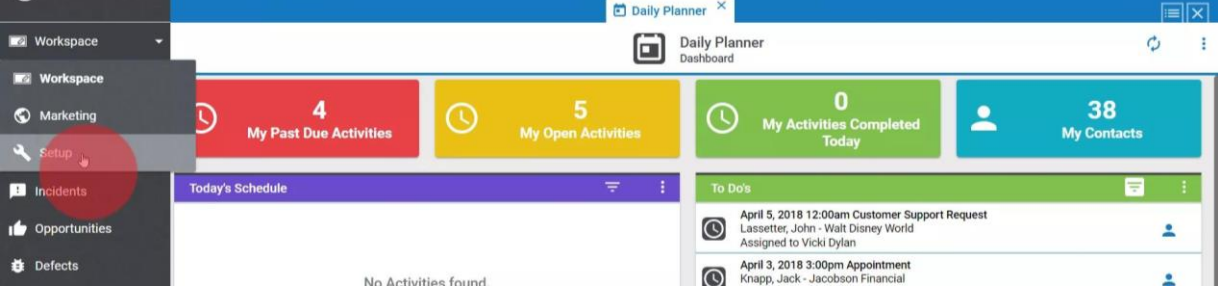 Daily Planner
Workspace
Daily Planner
Dashboard
Workspace
Marketing
Setup
Incidents
Opportunities
Defects
4
My Past Due Activities
5
My Open Activities
0
My Activities Completed
Today
38
My Contacts
Today's Schedule
No Activities found.
To Do's
April 5, 2018 12:00am Customer Support Request
Lassetter, John - Walt Disney World
Assigned to Vicki Dylan
April 3, 2018 3:00pm Appointment
Knapp, Jack - Jacobson Financial